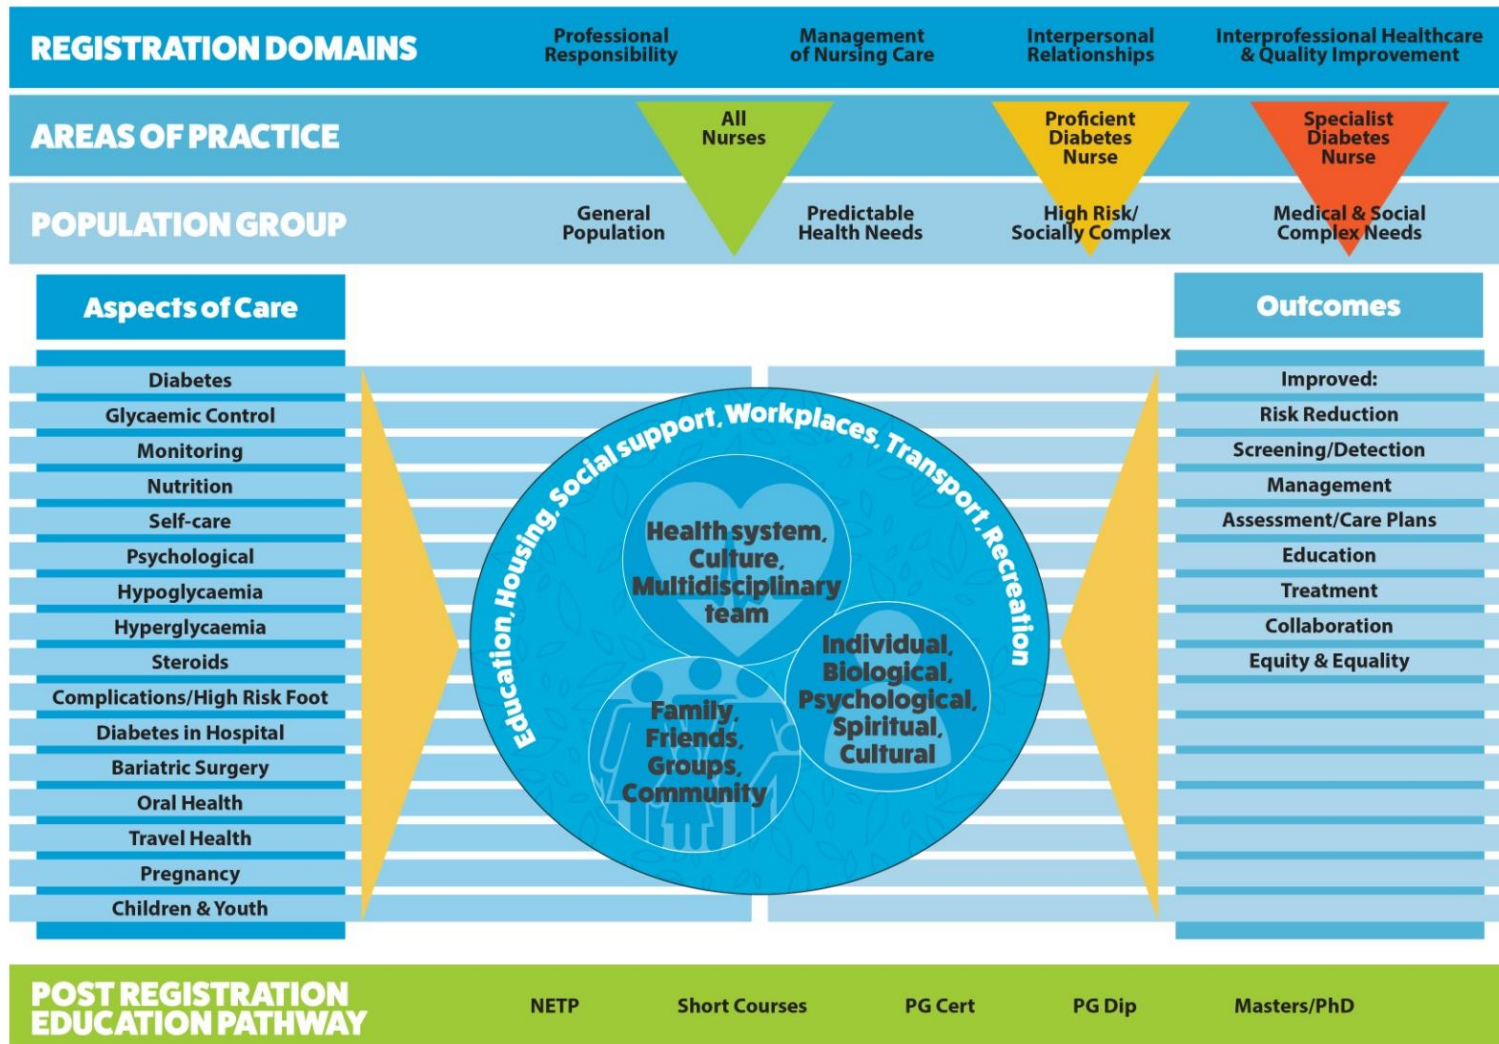 REGISTRATION DOMAINS
Professional
Responsibility
Management
of Nursing Care
Interpersonal
Relationships
Interprofessional Healthcare
& Quality Improvement
AREAS OF PRACTICE
All
Nurses
Proficient
Diabetes
Nurse
Specialist
Diabetes
Nurse
POPULATION GROUP
General
Population
Predictable
Health Needs
High Risk/
Socially Complex
Medical & Social
Complex Needs
Aspects of Care
Diabetes
Glycaemic Control
Monitoring
Nutrition
Self-care
Psychological
Hypoglycaemia
Hyperglycaemia
Steroids
Complications/High Risk Foot
Diabetes in Hospital
Bariatric Surgery
Oral Health
Travel Health
Pregnancy
Children & Youth
Education, Housing, Social support, Workplaces, Transport, Recreation
Health system,
Culture,
Multidisciplinary
team
Individual,
Biological,
Psychological,
Spiritual,
Cultural
Family,
Friends,
Groups,
Community
Outcomes
Improved:
Risk Reduction
Screening/Detection
Management
Assessment/Care Plans
Education
Treatment
Collaboration
Equity & Equality
POST REGISTRATION
EDUCATION PATHWAY
NETP
Short Courses
PG Cert
PG Dip
Masters/PhD